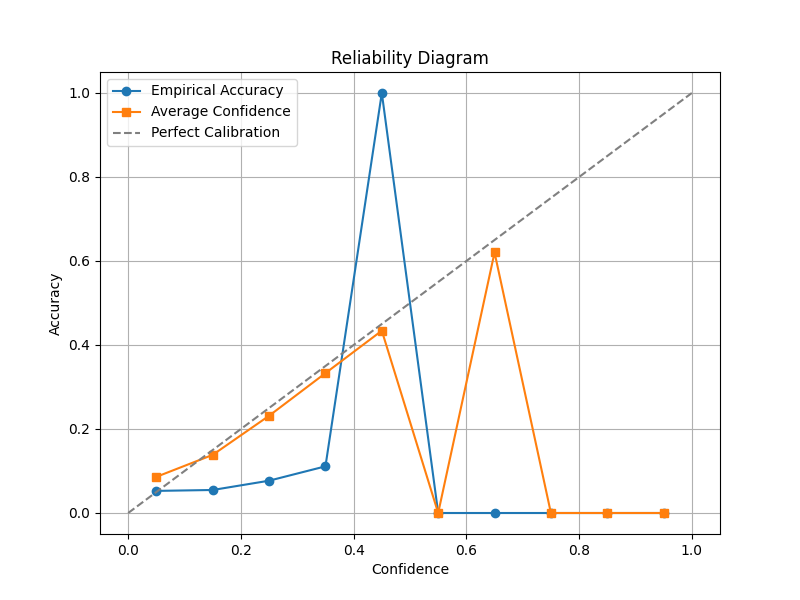 Reliability Diagram
Empirical Accuracy
Average Confidence
Perfect Calibration
Accuracy
1.0
0.8
0.6
0.4
0.2
0.0
0.0 0.2 0.4 0.6 0.8 1.0
Confidence